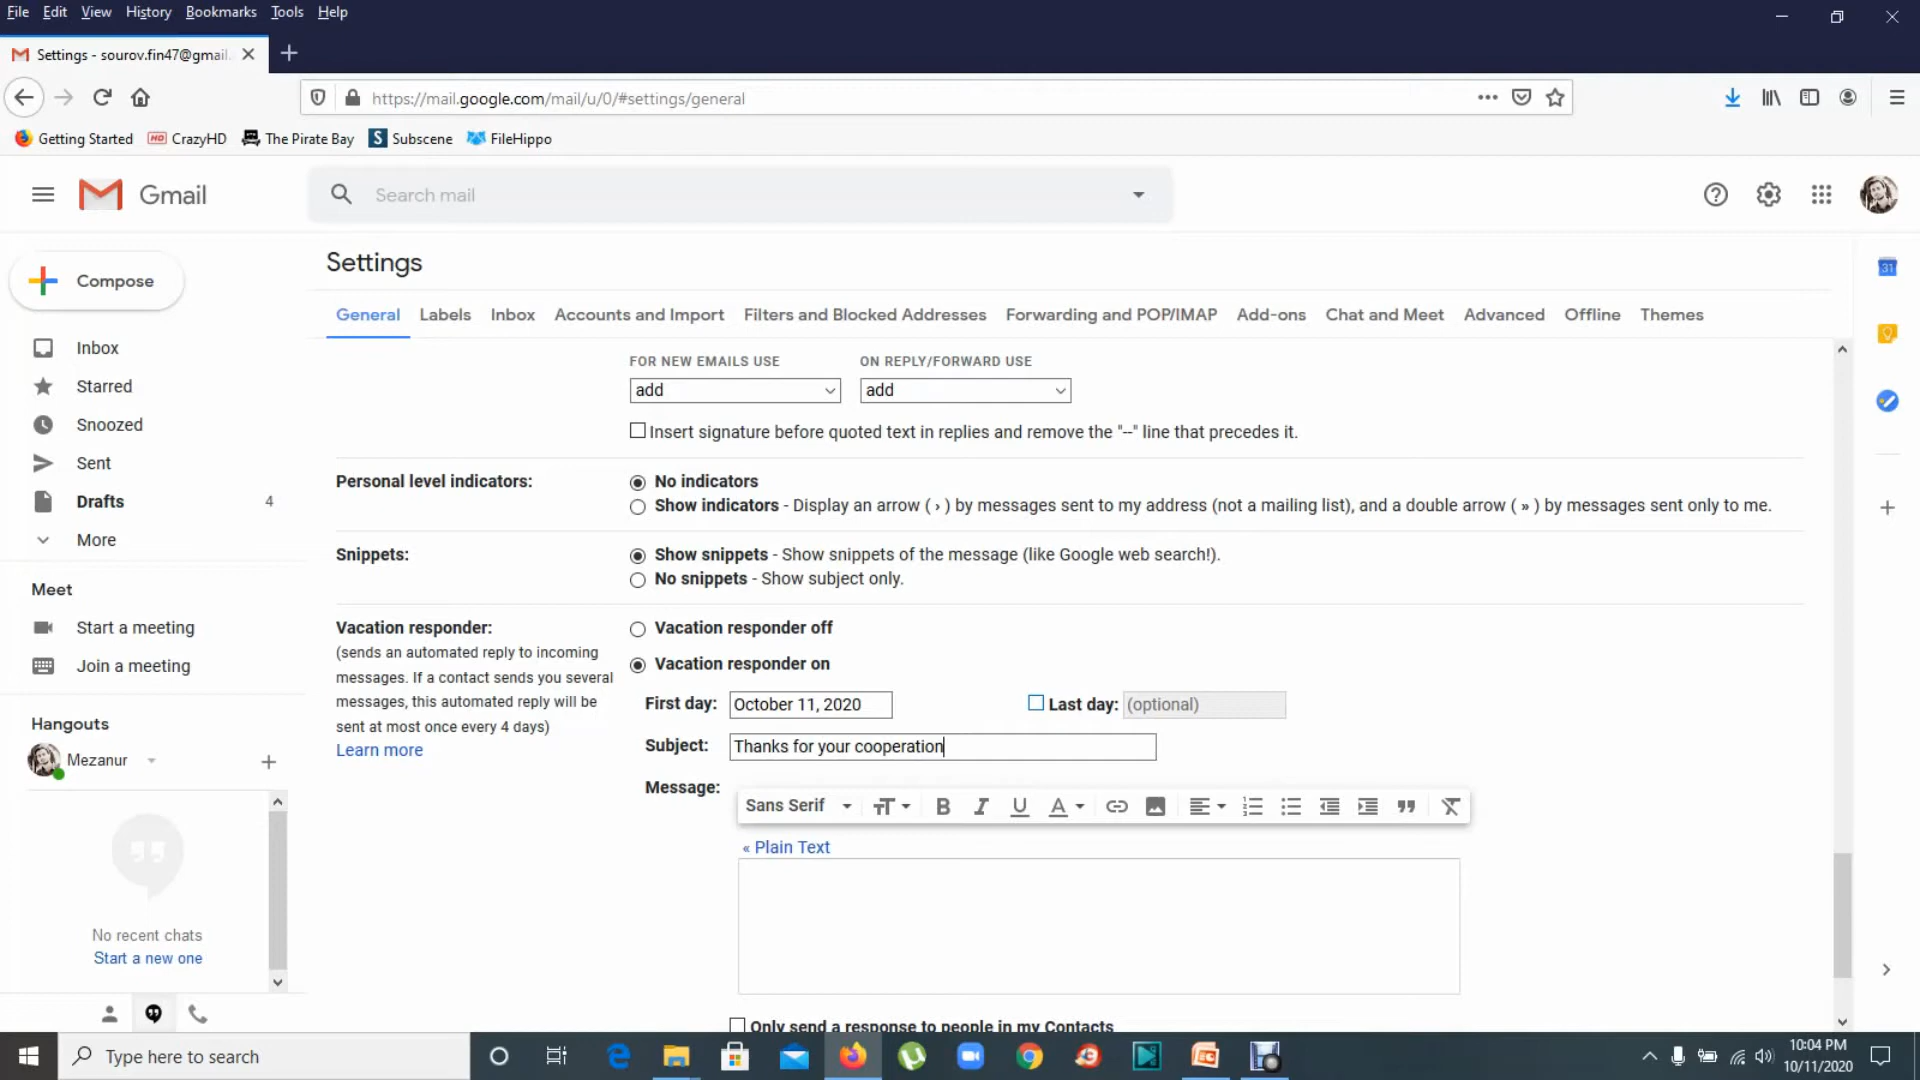 File Edit View History Bookmarks Tools Help
Settings - sourov.fin47@gmail.
https://mail.google.com/mail/u/0/#settings/general
Getting Started HD CrazyHD The Pirate Bay S Subscene FileHippo
Gmail
Search mail
Compose
Inbox
Starred
Snoozed
Sent
Drafts 4
More
Meet
Start a meeting
Join a meeting
Hangouts
Mezanur
No recent chats
Start a new one
Settings
General Labels Inbox Accounts and Import Filters and Blocked Addresses Forwarding and POP/IMAP Add-ons Chat and Meet Advanced Offline Themes
FOR NEW EMAILS USE ON REPLY/FORWARD USE
add add
Insert signature before quoted text in replies and remove the "--" line that precedes it.
Personal level indicators:
No indicators
Show indicators - Display an arrow ( › ) by messages sent to my address (not a mailing list), and a double arrow ( » ) by messages sent only to me.
Snippets:
Show snippets - Show snippets of the message (like Google web search!).
No snippets - Show subject only.
Vacation responder:
(sends an automated reply to incoming
messages. If a contact sends you several
messages, this automated reply will be
sent at most once every 4 days)
Learn more
Vacation responder off
Vacation responder on
First day: October 11, 2020 Last day: (optional)
Subject: Thanks for your cooperation
Message:
Sans Serif
« Plain Text
Only send a response to people in my Contacts
31
Type here to search
10:04 PM
10/11/2020